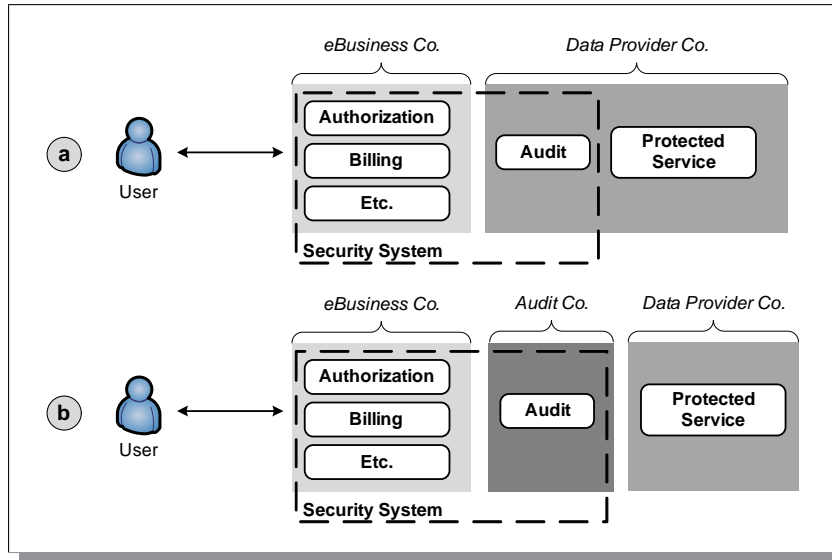 eBusiness Co. Data Provider Co.
Authorization
Billing
Etc.
Audit
Protected
Service
a
User
Security System
eBusiness Co. Audit Co. Data Provider Co.
Authorization
Billing
Etc.
Audit
Protected
Service
b
User
Security System